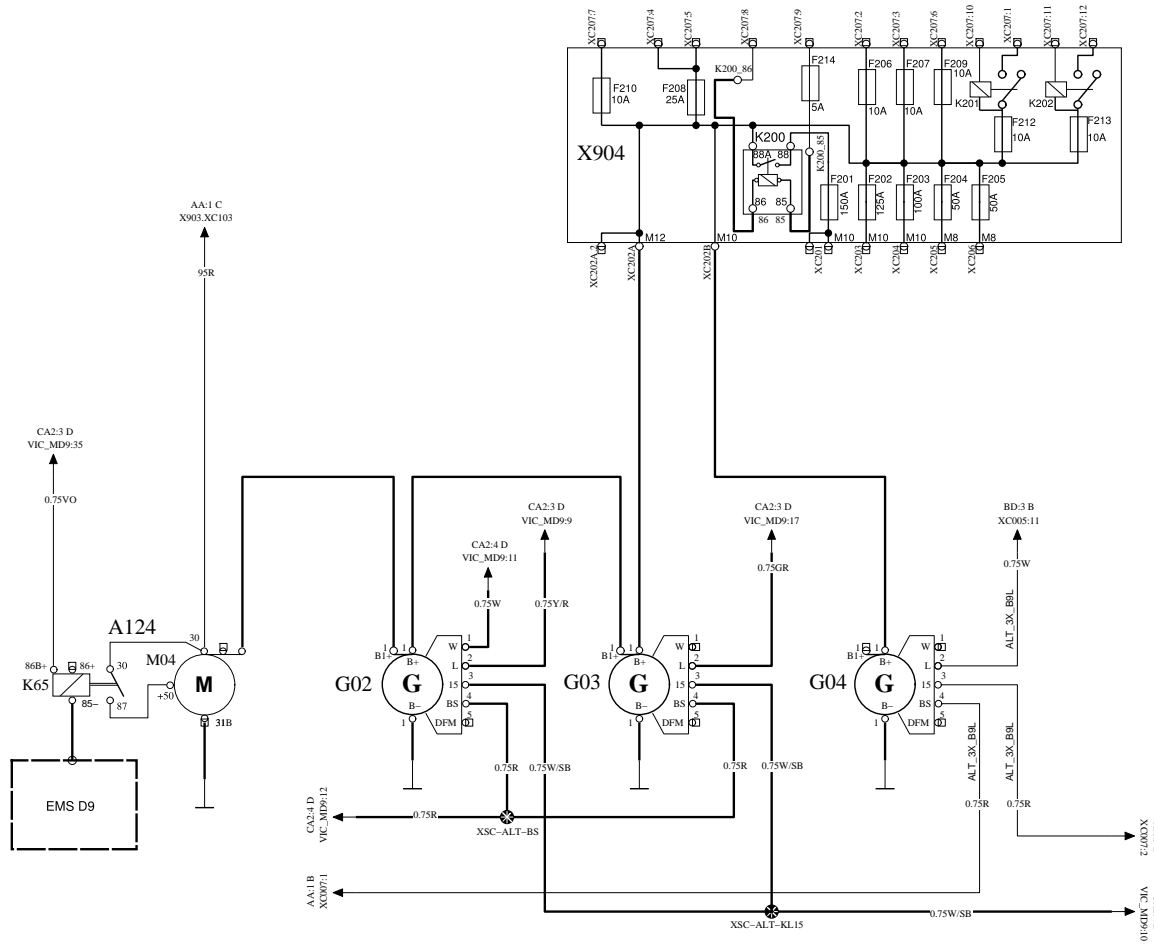 XC207:7
XC207:4
XC207:5
XC207:8
XC207:9
XC207:2
XC207:3
XC207:6
XC207:10
XC207:1
XC207:11
XC207:12
K200_86
F214
F206
F207
F209
10A
F210
10A
F208
25A
5A
10A
10A
K201
K202
F212
10A
F213
10A
X904
K200
K200_85
88A
88
86
85
86
85
F201
150A
F202
125A
F203
100A
F204
50A
F205
50A
M12
M10
M10
M10
M10
M8
M8
XC202A_2
XC202A
XC202B
XC201
XC203
XC204
XC205
XC206
AA:1 C
X903.XC103
95R
CA2:3 D
VIC_MD9:35
0.75VO
CA2:3 D
VIC_MD9:9
CA2:4 D
VIC_MD9:11
0.75W
0.75Y/R
CA2:3 D
VIC_MD9:17
0.75GR
BD:3 B
XC005:11
0.75W
ALT_3X_B9L
A124
30
M04
M
+50
31B
86B+
86+
30
K65
85−
87
EMS D9
1
1
B1+
B+
G02
G
B−
1
W
L
15
BS
DFM
1
2
3
4
5
1
1
B1+
B+
G03
G
B−
1
W
L
15
BS
DFM
1
2
3
4
5
1
1
B1+
B+
G04
G
B−
1
W
L
15
BS
DFM
1
2
3
4
5
0.75R
0.75W/SB
0.75R
0.75W/SB
ALT_3X_B9L
ALT_3X_B9L
0.75R
0.75R
CA2:4 D
VIC_MD9:12
0.75R
XSC−ALT−BS
XC007:2
AA:1 B
XC007:1
XSC−ALT−KL15
0.75W/SB
VIC_MD9:10